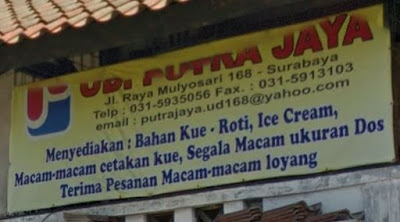 UDI PUTRA JAYA
Jl. Raya Mulyosari 168 - Surabaya
Telp : 031-5935056 Fax. : 031-5913103
email : putrajaya.ud168@yahoo.com
Menyediakan : Bahan Kue - Roti, Ice Cream,
Macam-macam cetakan kue, Segala Macam ukuran Dos
Terima Pesanan Macam-macam loyang